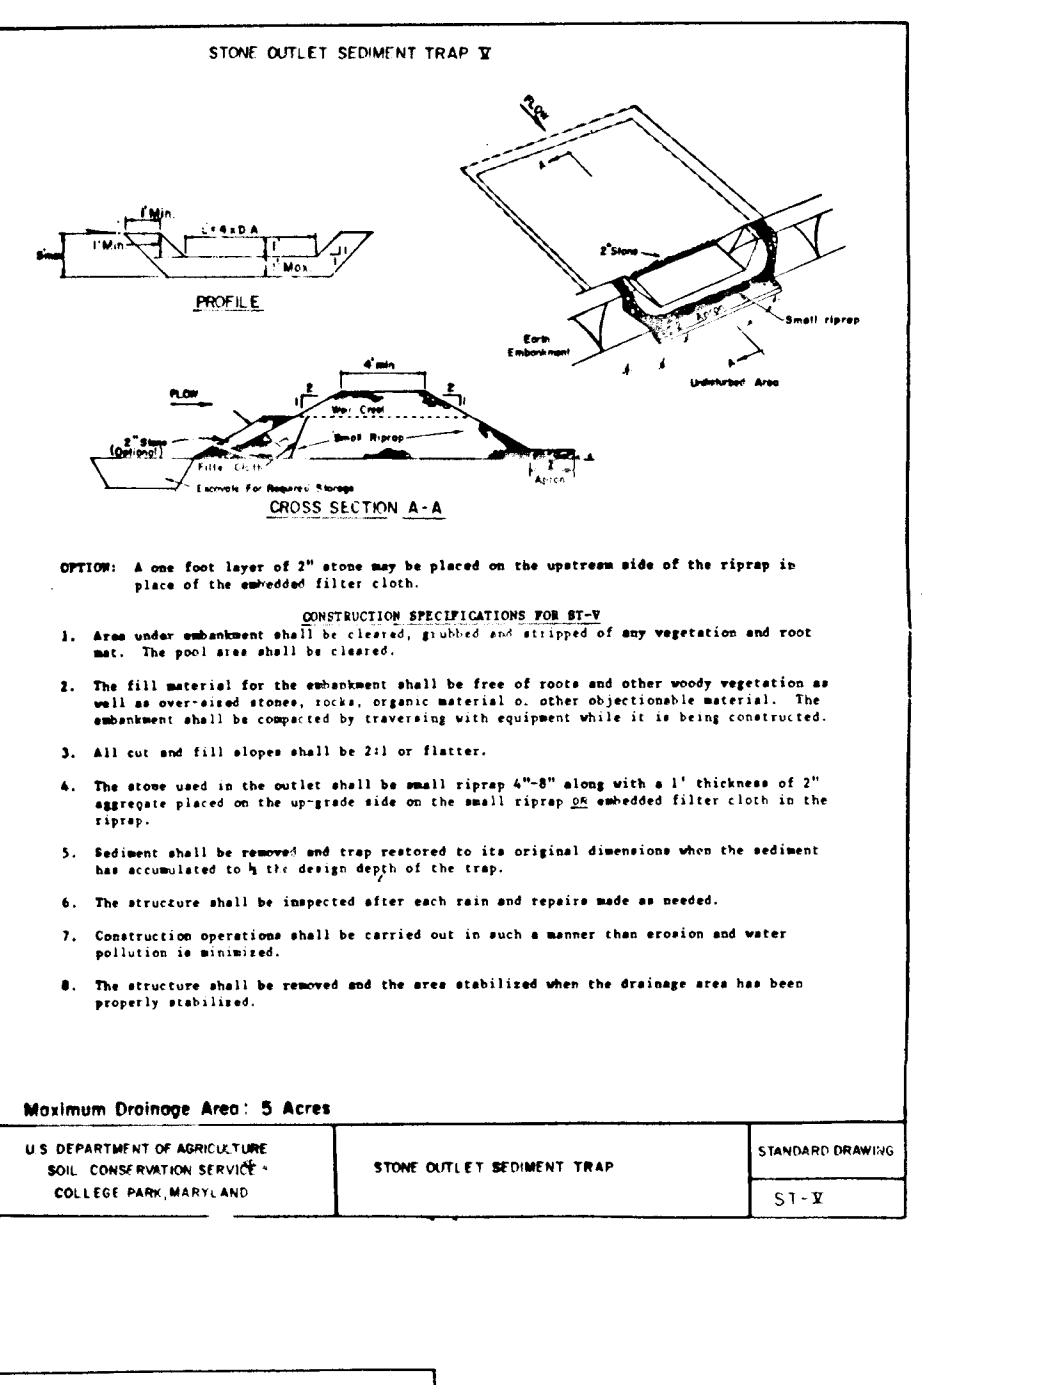 STONE OUTLET SEDIMENT TRAP V
FLOW
A
1' Min.
L=4xD.A.
1' Min
5' max
1'
1
1
1' Max.
PROFILE
2" Stone
Apron
Small riprap
Earth
Embankment
A
Undisturbed Area
4' min
FLOW
2
1
2
1
Weir Crest
2" Stone
(Optional)
Small Riprap
Filter Cloth
Apron
Excavate For Required Storage
CROSS SECTION A-A
OPTION: A one foot layer of 2" stone may be placed on the upstream side of the riprap in
place of the embedded filter cloth.
CONSTRUCTION SPECIFICATIONS FOR ST-V
1. Area under embankment shall be cleared, grubbed and stripped of any vegetation and root
mat. The pool area shall be cleared.
2. The fill material for the embankment shall be free of roots and other woody vegetation as
well as over-sized stones, rocks, organic material o. other objectionable material. The
embankment shall be compacted by traversing with equipment while it is being constructed.
3. All cut and fill slopes shall be 2:1 or flatter.
4. The stone used in the outlet shall be small riprap 4"-8" along with a 1' thickness of 2"
aggregate placed on the up-grade side on the small riprap OR embedded filter cloth in the
riprap.
5. Sediment shall be removed and trap restored to its original dimensions when the sediment
has accumulated to ½ the design depth of the trap.
6. The structure shall be inspected after each rain and repairs made as needed.
7. Construction operations shall be carried out in such a manner than erosion and water
pollution is minimized.
8. The structure shall be removed and the area stabilized when the drainage area has been
properly stabilized.
Maximum Drainage Area: 5 Acres
U.S DEPARTMENT OF AGRICULTURE
SOIL CONSERVATION SERVICE
COLLEGE PARK, MARYLAND
STONE OUTLET SEDIMENT TRAP
STANDARD DRAWING
ST-V